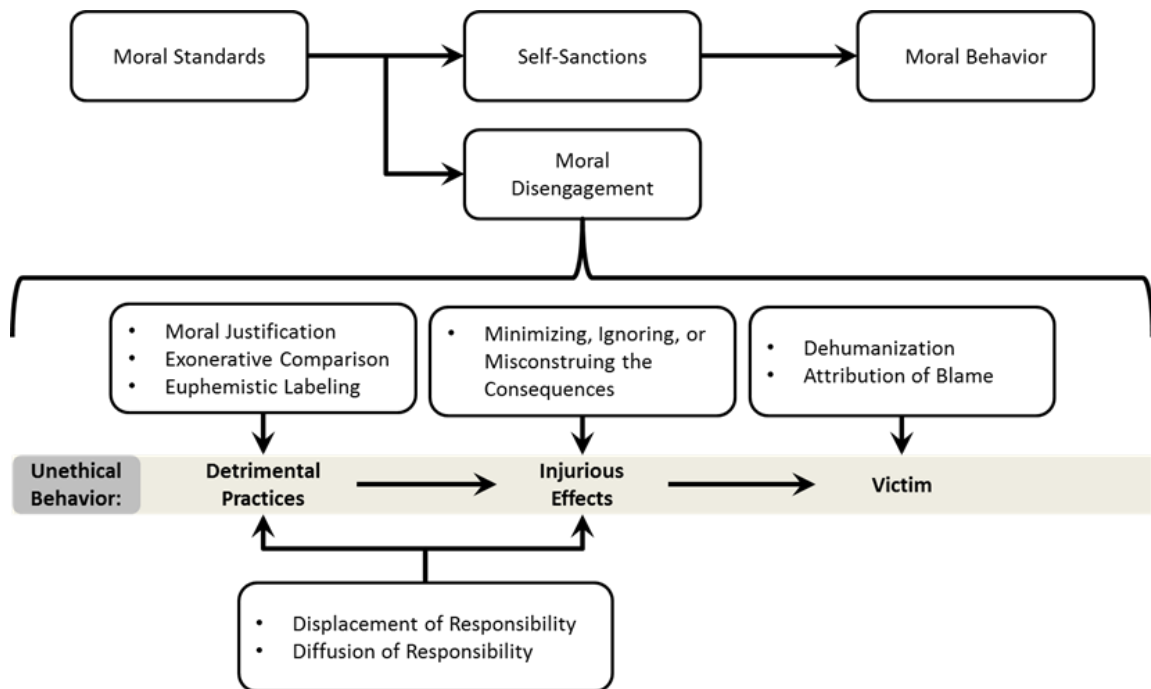 Moral Standards
Self-Sanctions
Moral Behavior
Moral
Disengagement
• Moral Justification
• Exonerative Comparison
• Euphemistic Labeling
• Minimizing, Ignoring, or
Misconstruing the
Consequences
• Dehumanization
• Attribution of Blame
Unethical
Behavior:
Detrimental
Practices
Injurious
Effects
Victim
• Displacement of Responsibility
• Diffusion of Responsibility